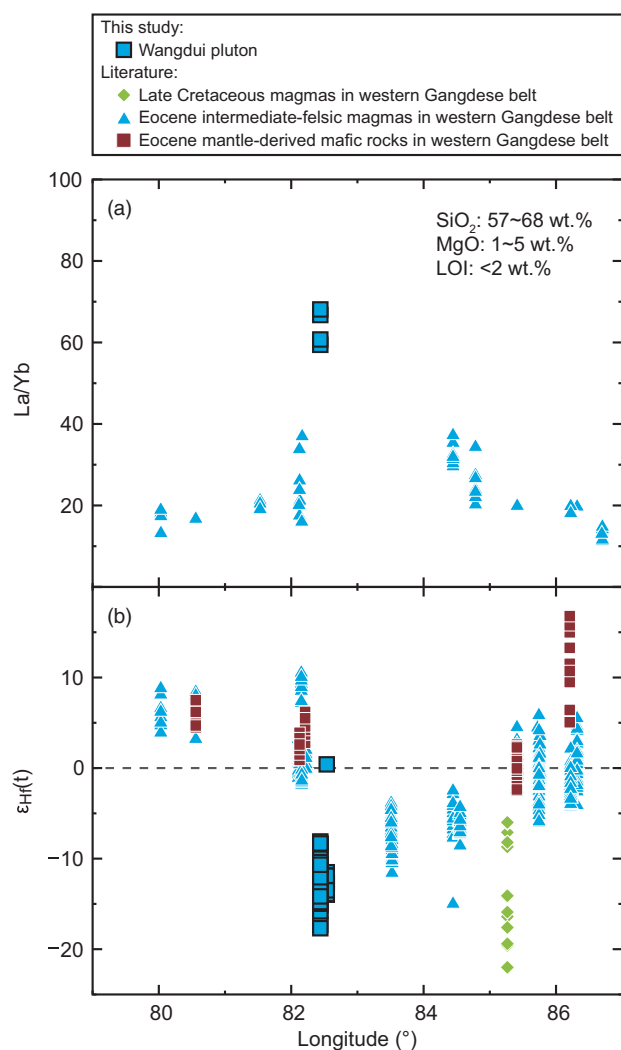 This study:
Wangdui pluton
Literature:
Late Cretaceous magmas in western Gangdese belt
Eocene intermediate-felsic magmas in western Gangdese belt
Eocene mantle-derived mafic rocks in western Gangdese belt
100
(a)
SiO₂: 57~68 wt.%
MgO: 1~5 wt.%
LOI: <2 wt.%
80
60
La/Yb
40
20
(b)
10
0
εHf(t)
−10
−20
80 82 84 86
Longitude (°)